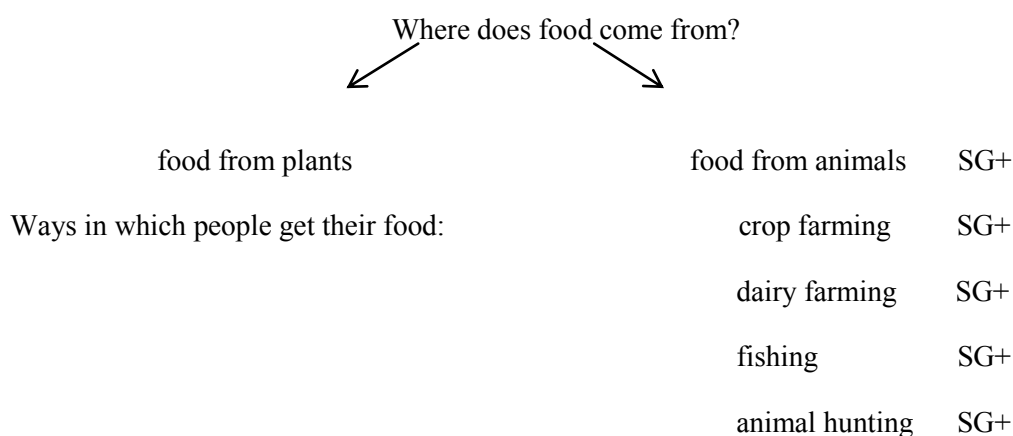 Where does food come from?
food from plants food from animals SG+
Ways in which people get their food: crop farming SG+
dairy farming SG+
fishing SG+
animal hunting SG+